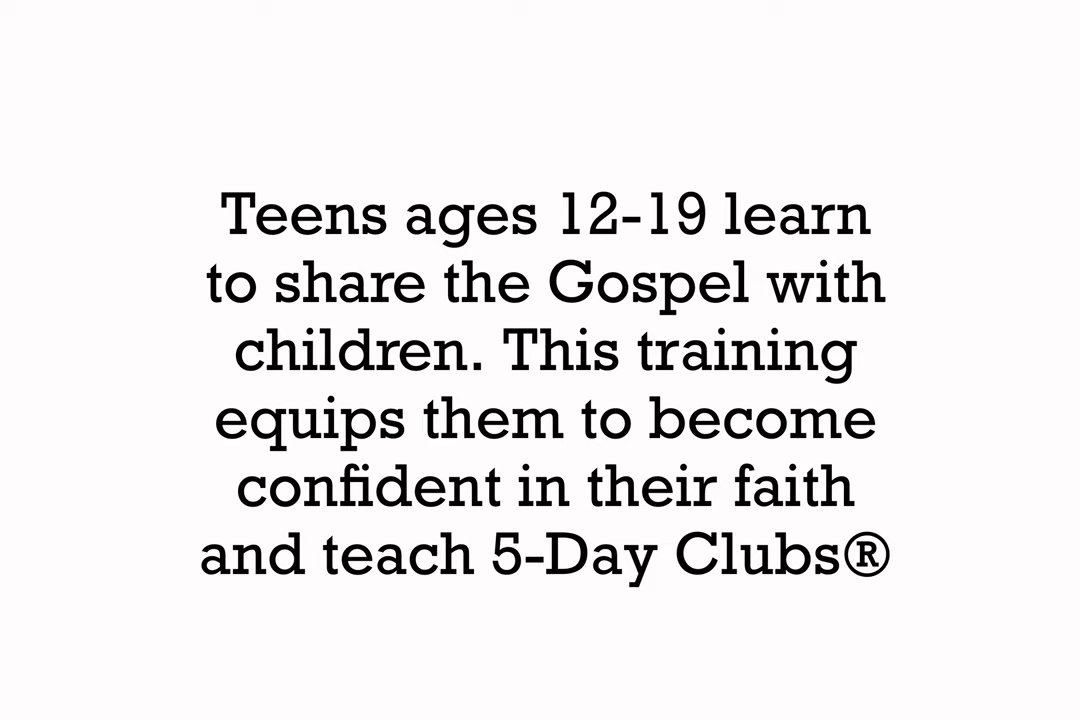 Teens ages 12-19 learn
to share the Gospel with
children. This training
equips them to become
confident in their faith
and teach 5-Day Clubs®